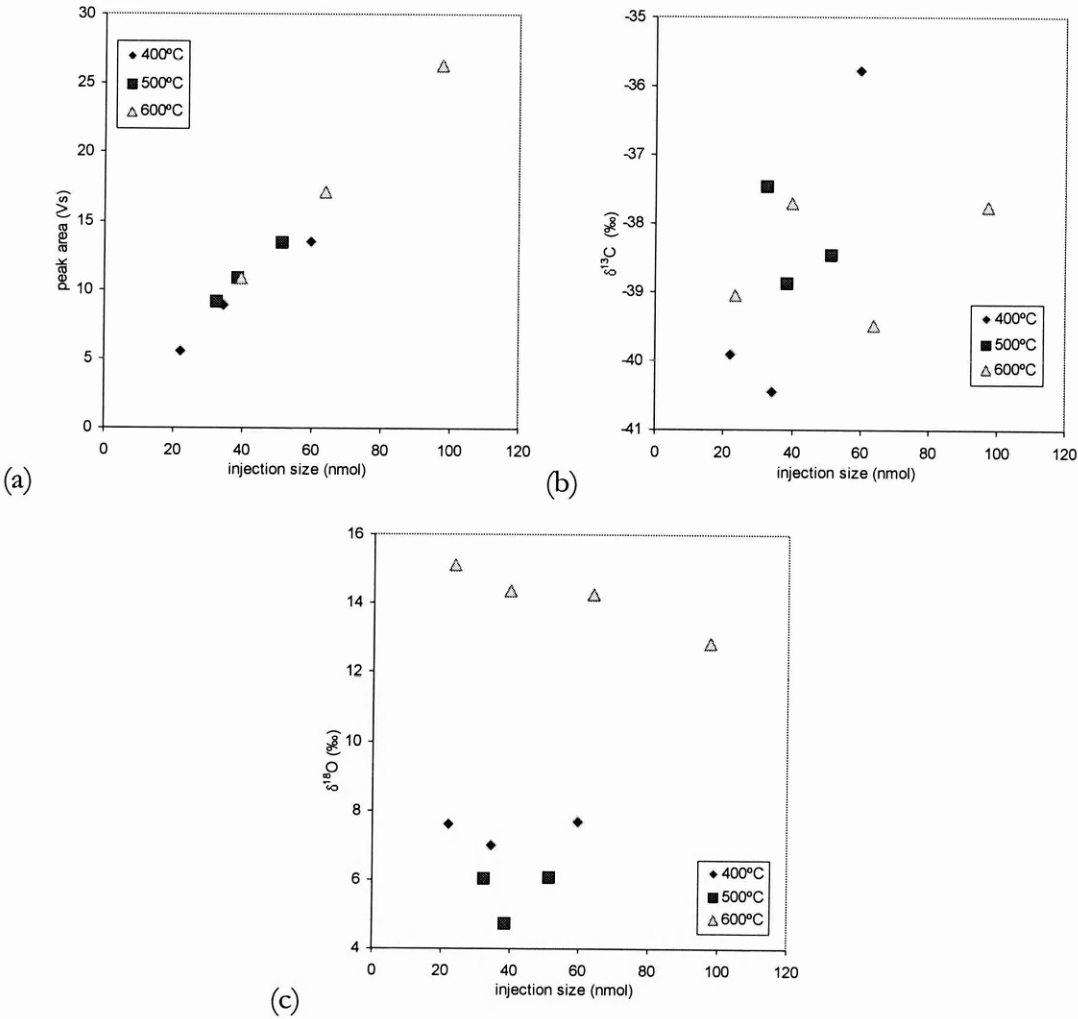 30
25
20
15
10
5
0
peak area (Vs)
400ºC
500ºC
600ºC
0 20 40 60 80 100 120
injection size (nmol)
(a)
-35
-36
-37
-38
-39
-40
-41
δ¹³C (‰)
400ºC
500ºC
600ºC
0 20 40 60 80 100 120
injection size (nmol)
(b)
16
14
12
10
8
6
4
δ¹⁸O (‰)
400ºC
500ºC
600ºC
0 20 40 60 80 100 120
injection size (nmol)
(c)